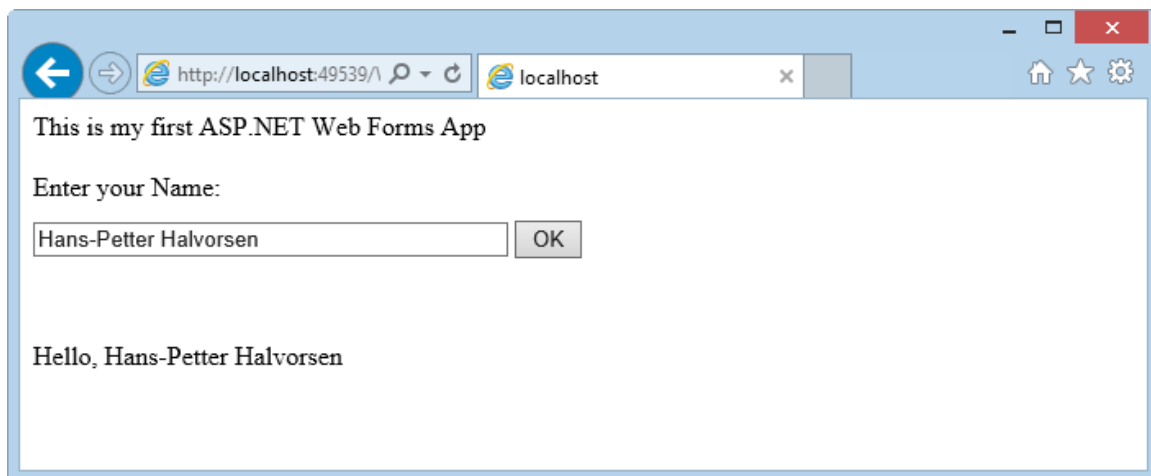 http://localhost:49539/\
localhost
This is my first ASP.NET Web Forms App
Enter your Name:
Hans-Petter Halvorsen OK
Hello, Hans-Petter Halvorsen